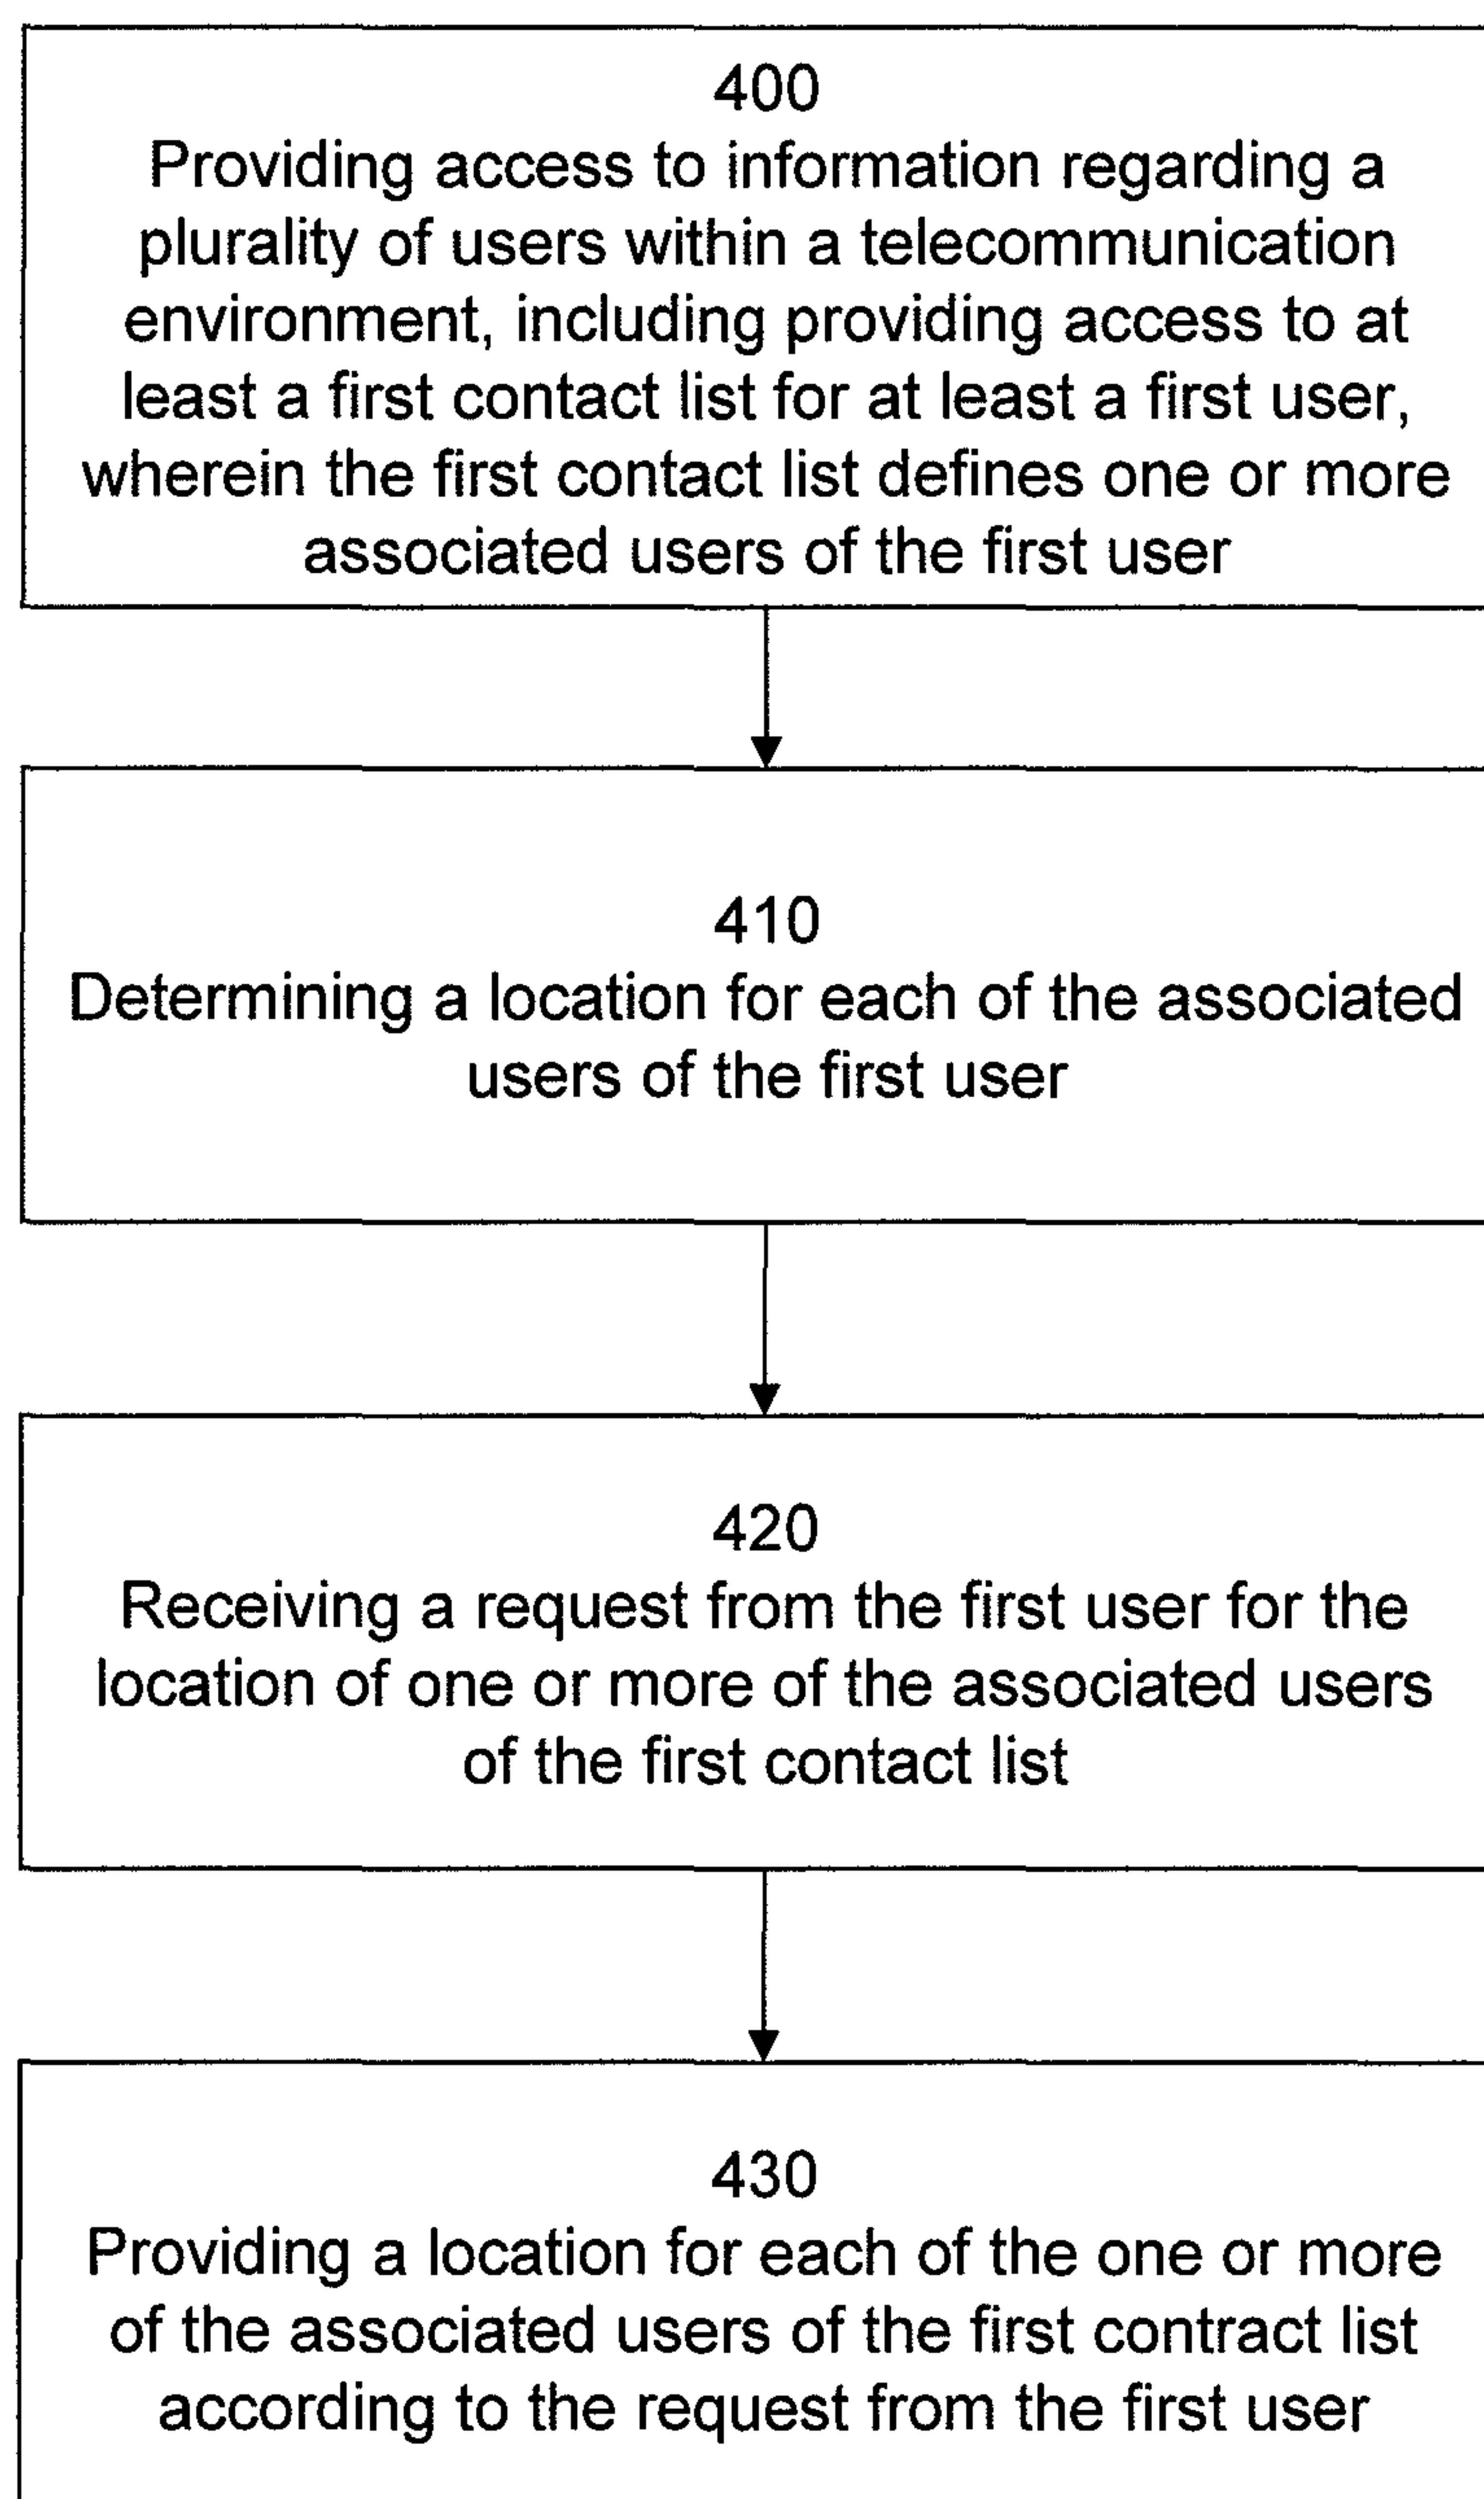 400
Providing access to information regarding a
plurality of users within a telecommunication
environment, including providing access to at
least a first contact list for at least a first user,
wherein the first contact list defines one or more
associated users of the first user
410
Determining a location for each of the associated
users of the first user
420
Receiving a request from the first user for the
location of one or more of the associated users
of the first contact list
430
Providing a location for each of the one or more
of the associated users of the first contract list
according to the request from the first user